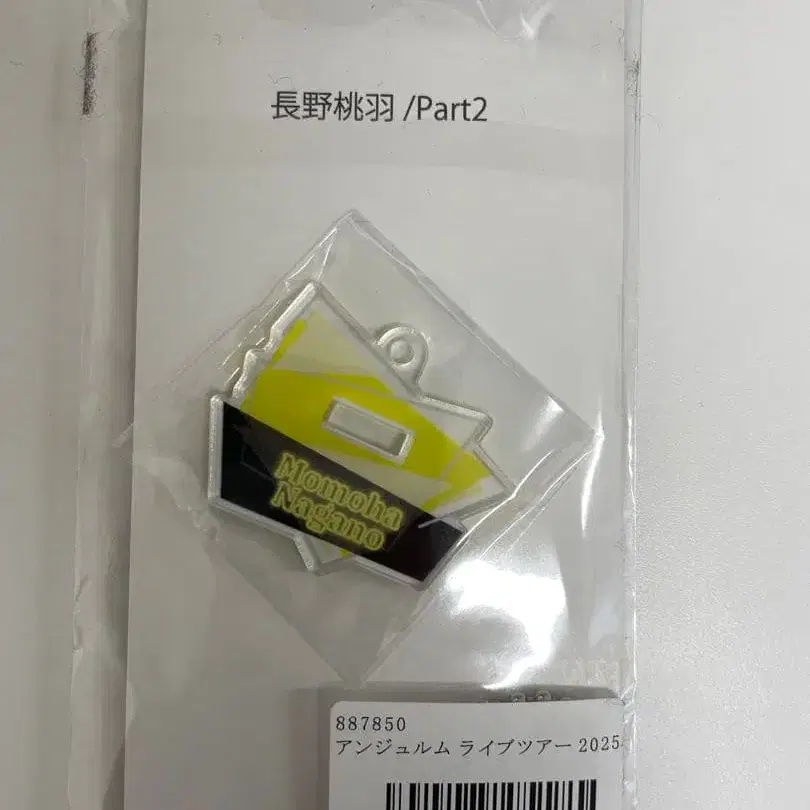 長野桃羽 /Part2
Momoha
Nagano
887850
アンジュルム ライブツアー 2025